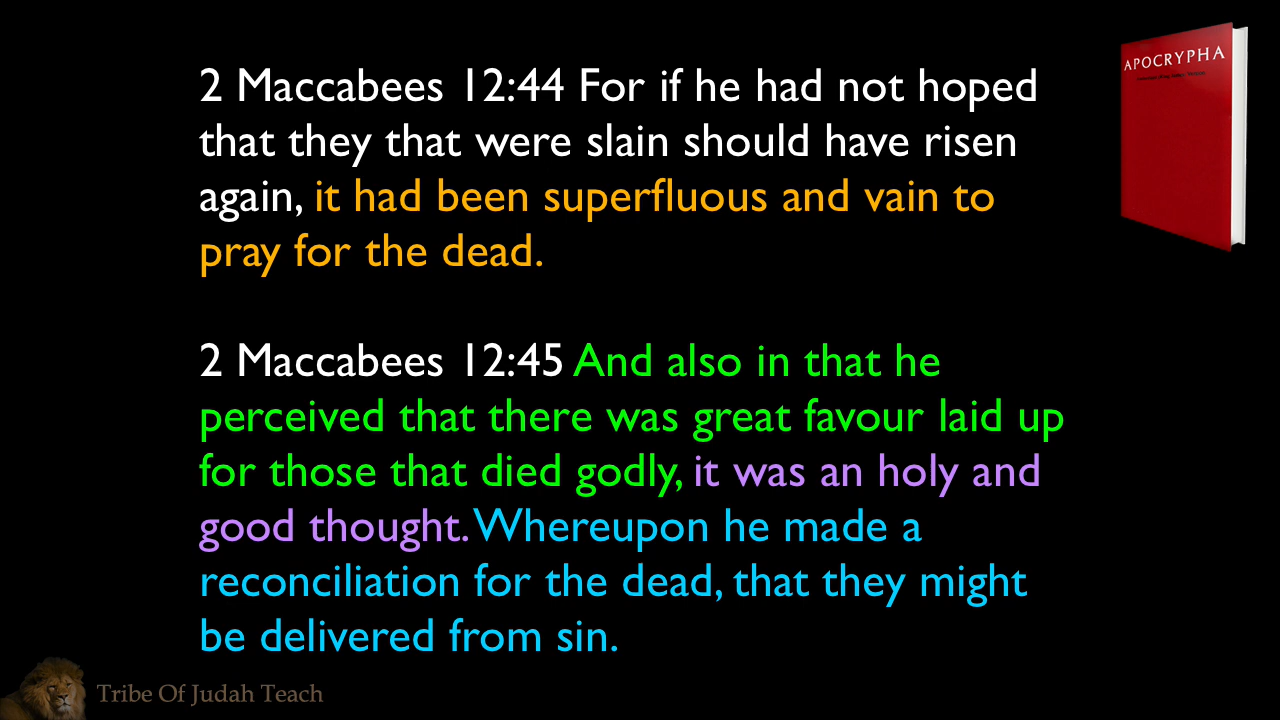 2 Maccabees 12:44 For if he had not hoped
that they that were slain should have risen
again, it had been superfluous and vain to
pray for the dead.
2 Maccabees 12:45 And also in that he
perceived that there was great favour laid up
for those that died godly, it was an holy and
good thought. Whereupon he made a
reconciliation for the dead, that they might
be delivered from sin.
APOCRYPHA
Tribe Of Judah Teach